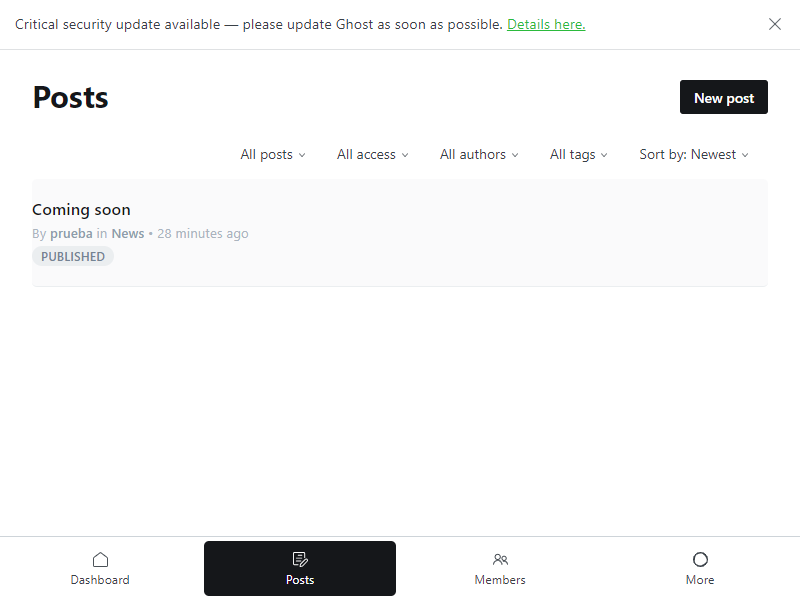 Critical security update available — please update Ghost as soon as possible. Details here.
Posts
New post
All posts
All access
All authors
All tags
Sort by: Newest
Coming soon
By prueba in News • 28 minutes ago
PUBLISHED
Dashboard
Posts
Members
More